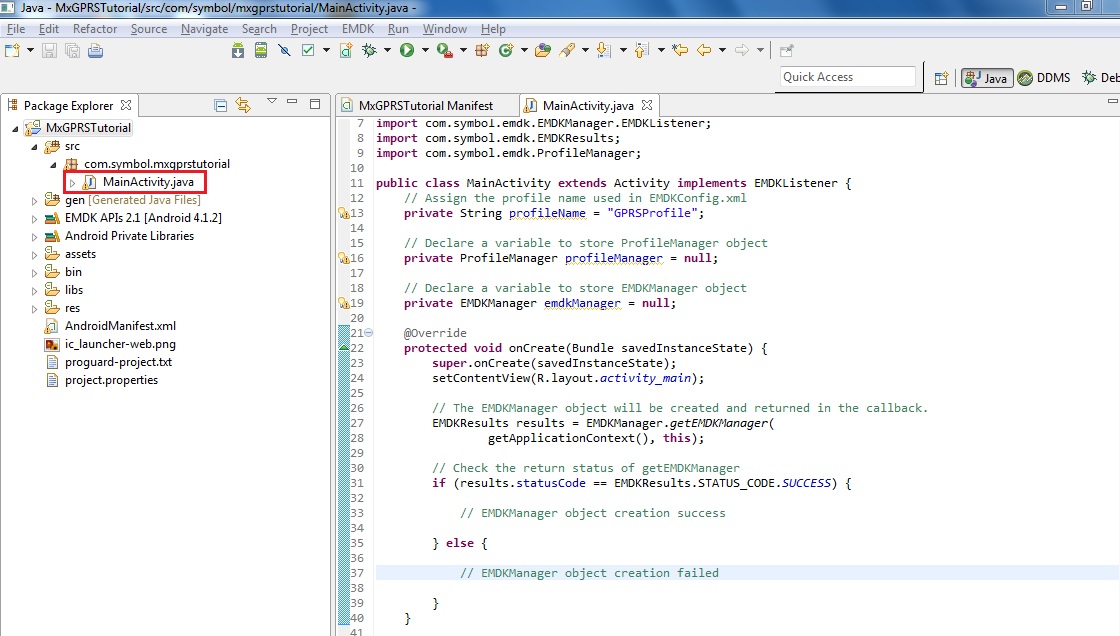 Java - MxGPRSTutorial/src/com/symbol/mxgprstutorial/MainActivity.java -
File Edit Refactor Source Navigate Search Project EMDK Run Window Help
Quick Access
Java
DDMS
Deb
Package Explorer
MxGPRSTutorial
src
com.symbol.mxgprstutorial
MainActivity.java
gen [Generated Java Files]
EMDK APIs 2.1 [Android 4.1.2]
Android Private Libraries
assets
bin
libs
res
AndroidManifest.xml
ic_launcher-web.png
proguard-project.txt
project.properties
MxGPRSTutorial Manifest
MainActivity.java
7 import com.symbol.emdk.EMDKManager.EMDKListener;
8 import com.symbol.emdk.EMDKResults;
9 import com.symbol.emdk.ProfileManager;
10
11 public class MainActivity extends Activity implements EMDKListener {
12 // Assign the profile name used in EMDKConfig.xml
13 private String profileName = "GPRSProfile";
14
15 // Declare a variable to store ProfileManager object
16 private ProfileManager profileManager = null;
17
18 // Declare a variable to store EMDKManager object
19 private EMDKManager emdkManager = null;
20
21 @Override
22 protected void onCreate(Bundle savedInstanceState) {
23 super.onCreate(savedInstanceState);
24 setContentView(R.layout.activity_main);
25
26 // The EMDKManager object will be created and returned in the callback.
27 EMDKResults results = EMDKManager.getEMDKManager(
28 getApplicationContext(), this);
29
30 // Check the return status of getEMDKManager
31 if (results.statusCode == EMDKResults.STATUS_CODE.SUCCESS) {
32
33 // EMDKManager object creation success
34
35 } else {
36
37 // EMDKManager object creation failed
38
39 }
40 }
41